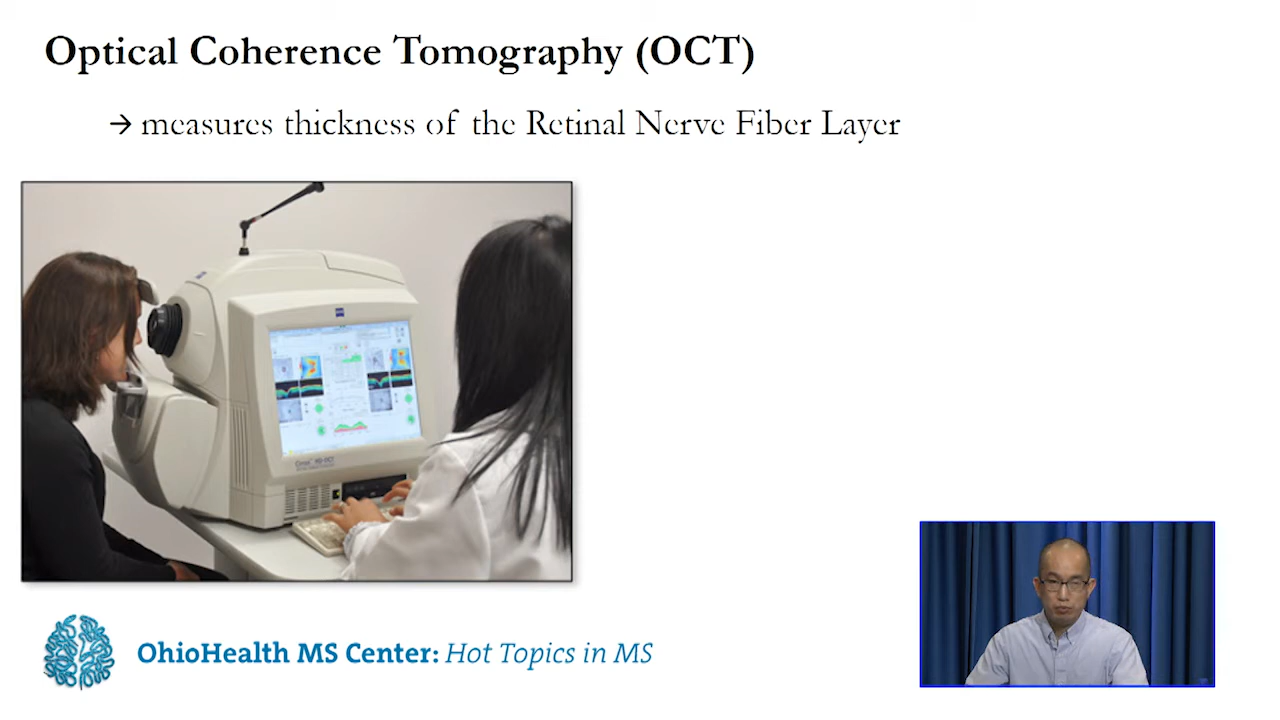 Optical Coherence Tomography (OCT)
→ measures thickness of the Retinal Nerve Fiber Layer
ZEISS
OhioHealth MS Center: Hot Topics in MS